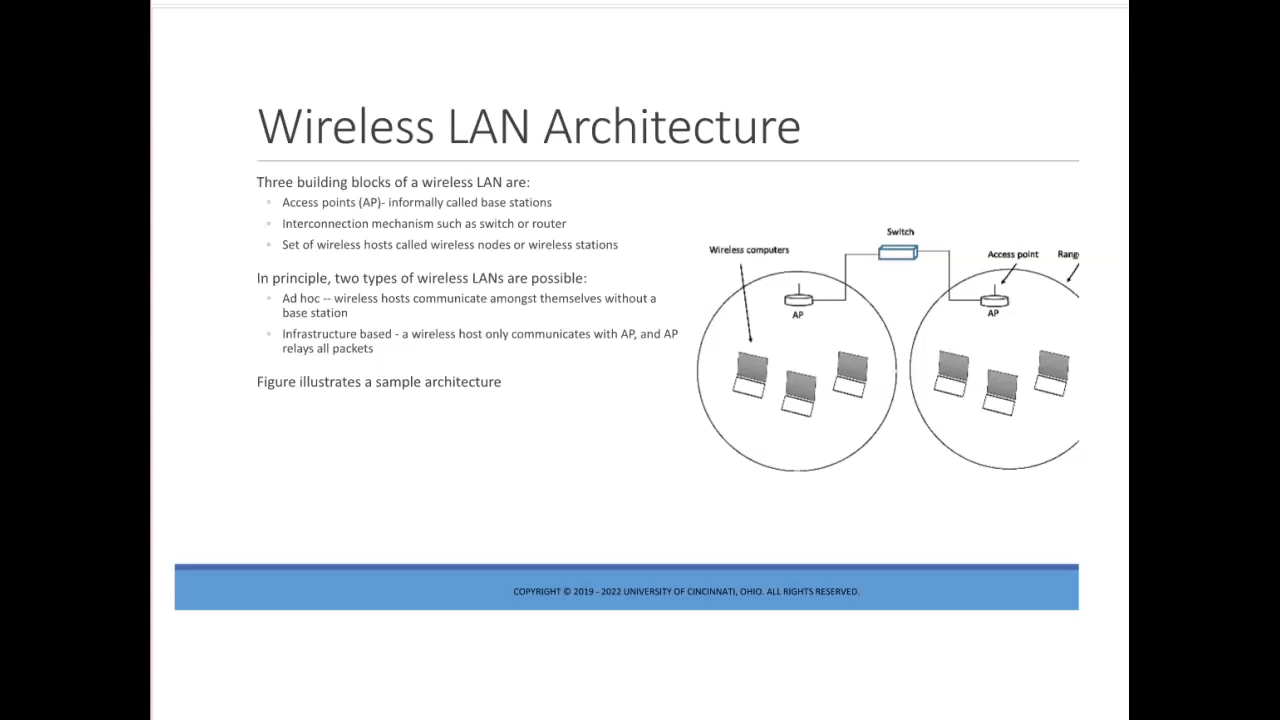 Wireless LAN Architecture
Three building blocks of a wireless LAN are:
◦ Access points (AP)- informally called base stations
◦ Interconnection mechanism such as switch or router
◦ Set of wireless hosts called wireless nodes or wireless stations
In principle, two types of wireless LANs are possible:
◦ Ad hoc -- wireless hosts communicate amongst themselves without a
base station
◦ Infrastructure based - a wireless host only communicates with AP, and AP
relays all packets
Figure illustrates a sample architecture
Switch
Wireless computers
Access point
Rang
AP
AP
COPYRIGHT © 2019 - 2022 UNIVERSITY OF CINCINNATI, OHIO. ALL RIGHTS RESERVED.